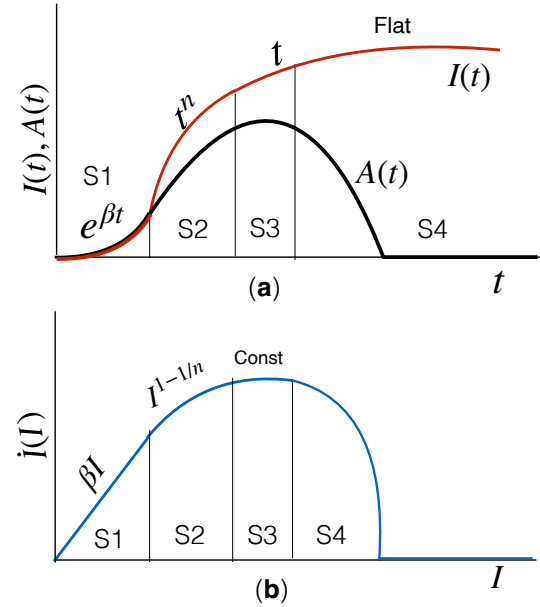 Flat
t
I(t)
t^n
I(t), A(t)
S1
A(t)
e^{βt}
S2
S3
S4
(a)
t
Const
I^{1−1/n}
İ(I)
βI
S1
S2
S3
S4
(b)
I